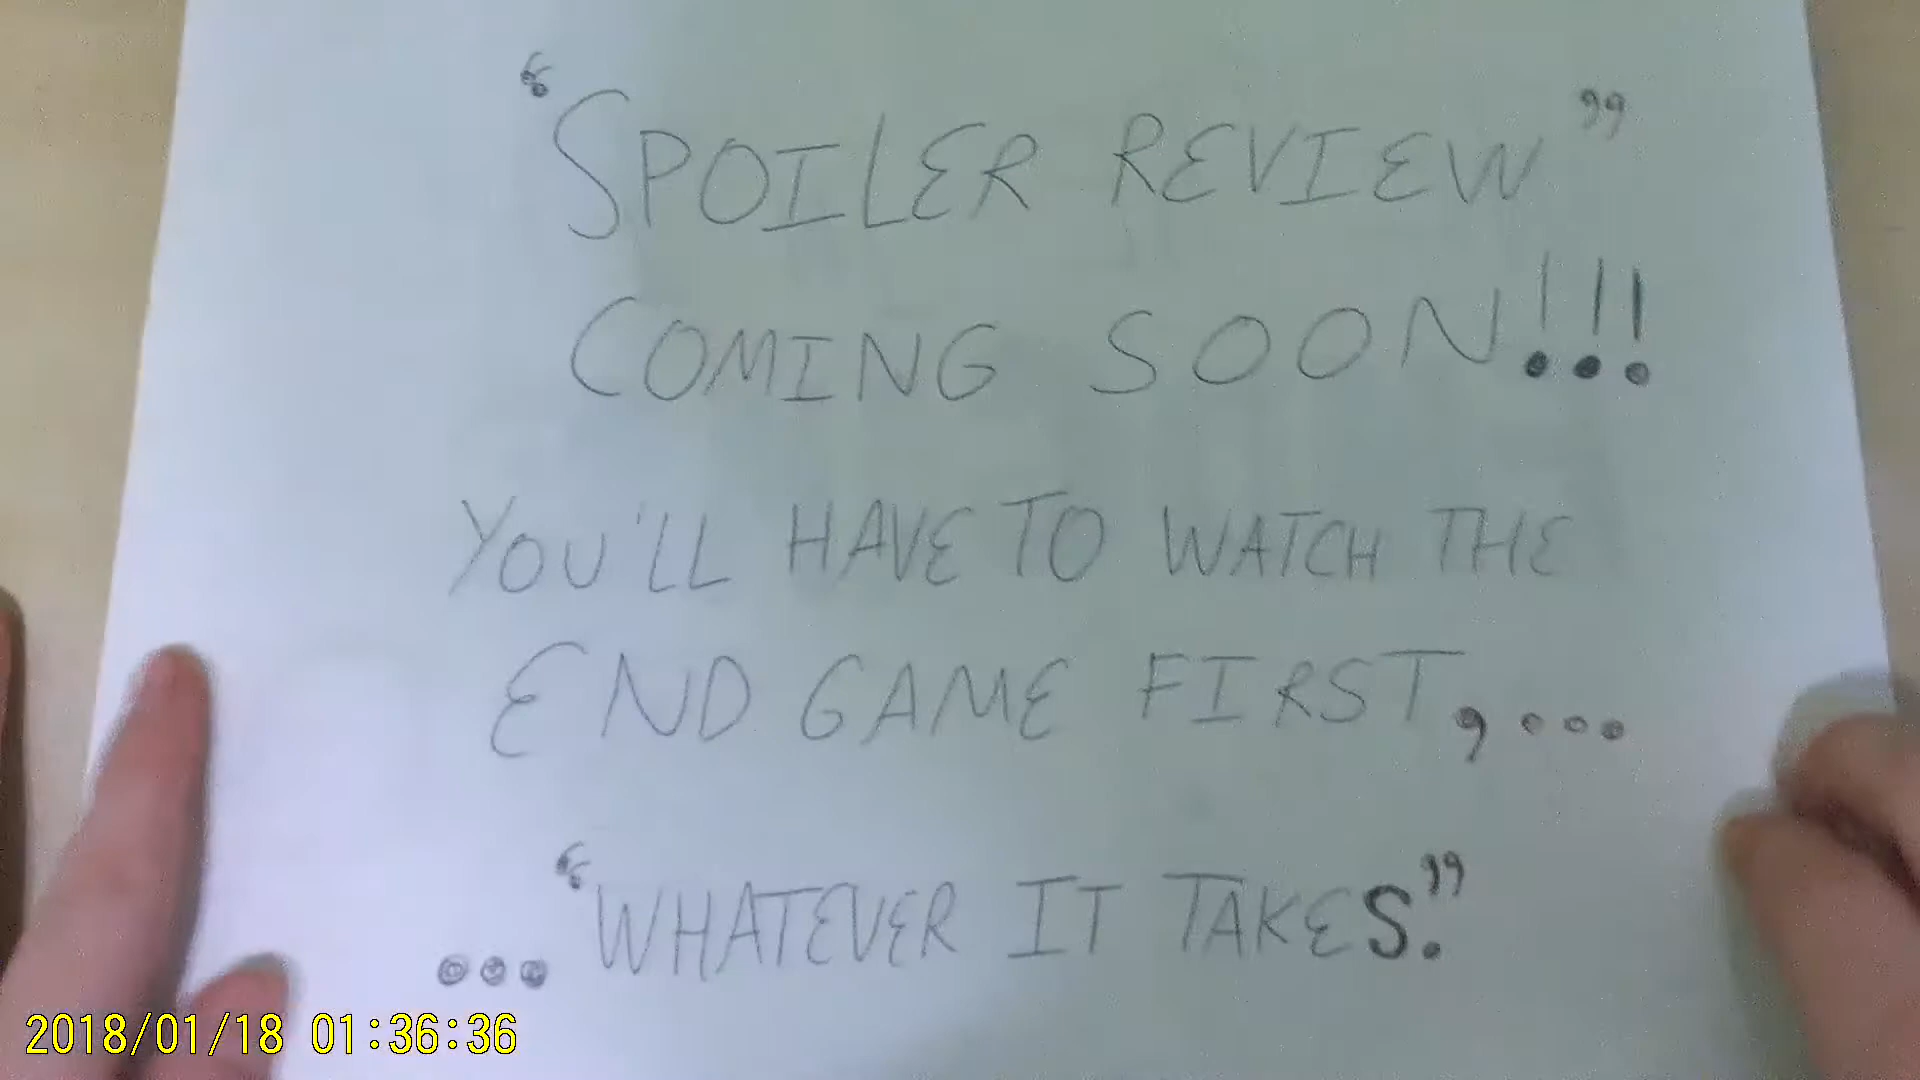 “SPOILER REVIEW”
COMING SOON!!!
YOU'LL HAVE TO WATCH THE
END GAME FIRST,...
..."WHATEVER IT TAKES."
2018/01/18 01:36:36